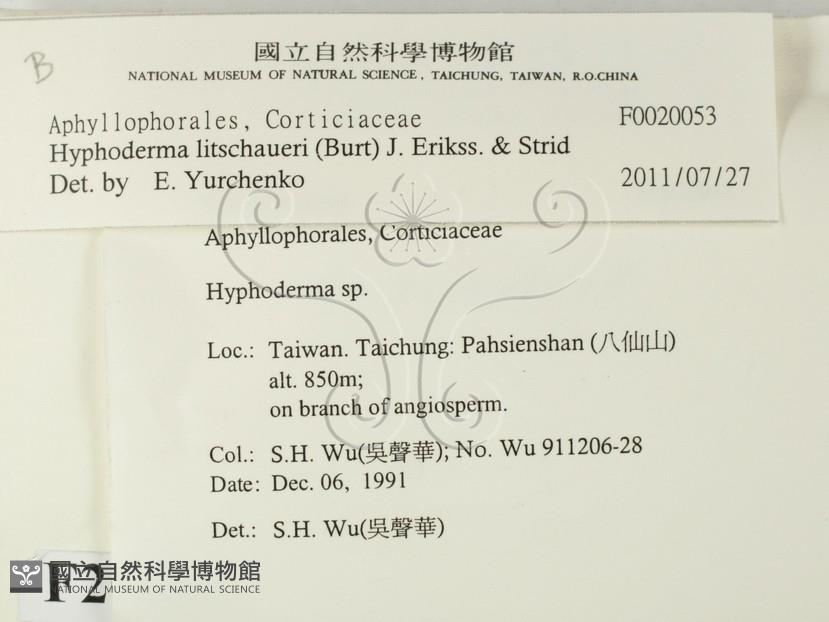 B
國立自然科學博物館
NATIONAL MUSEUM OF NATURAL SCIENCE, TAICHUNG, TAIWAN, R.O.CHINA
Aphyllophorales, Corticiaceae F0020053
Hyphoderma litschaueri (Burt) J. Erikss. & Strid
Det. by E. Yurchenko 2011/07/27
Aphyllophorales, Corticiaceae
Hyphoderma sp.
Loc.: Taiwan. Taichung: Pahsienshan (八仙山)
alt. 850m;
on branch of angiosperm.
Col.: S.H. Wu(吳聲華); No. Wu 911206-28
Date: Dec. 06, 1991
Det.: S.H. Wu(吳聲華)
F2
國立自然科學博物館
NATIONAL MUSEUM OF NATURAL SCIENCE